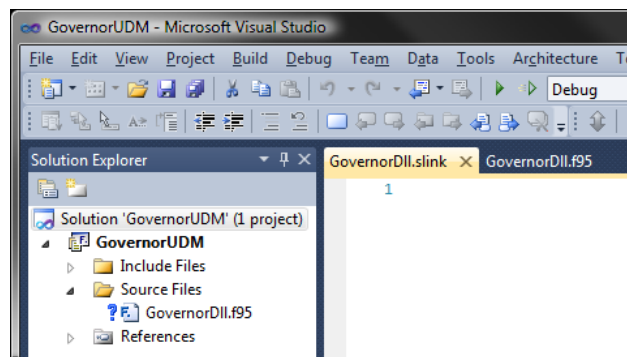 GovernorUDM - Microsoft Visual Studio
File Edit View Project Build Debug Team Data Tools Architecture
Debug
Solution Explorer
GovernorDll.slink GovernorDll.f95
1
Solution 'GovernorUDM' (1 project)
GovernorUDM
Include Files
Source Files
GovernorDll.f95
References